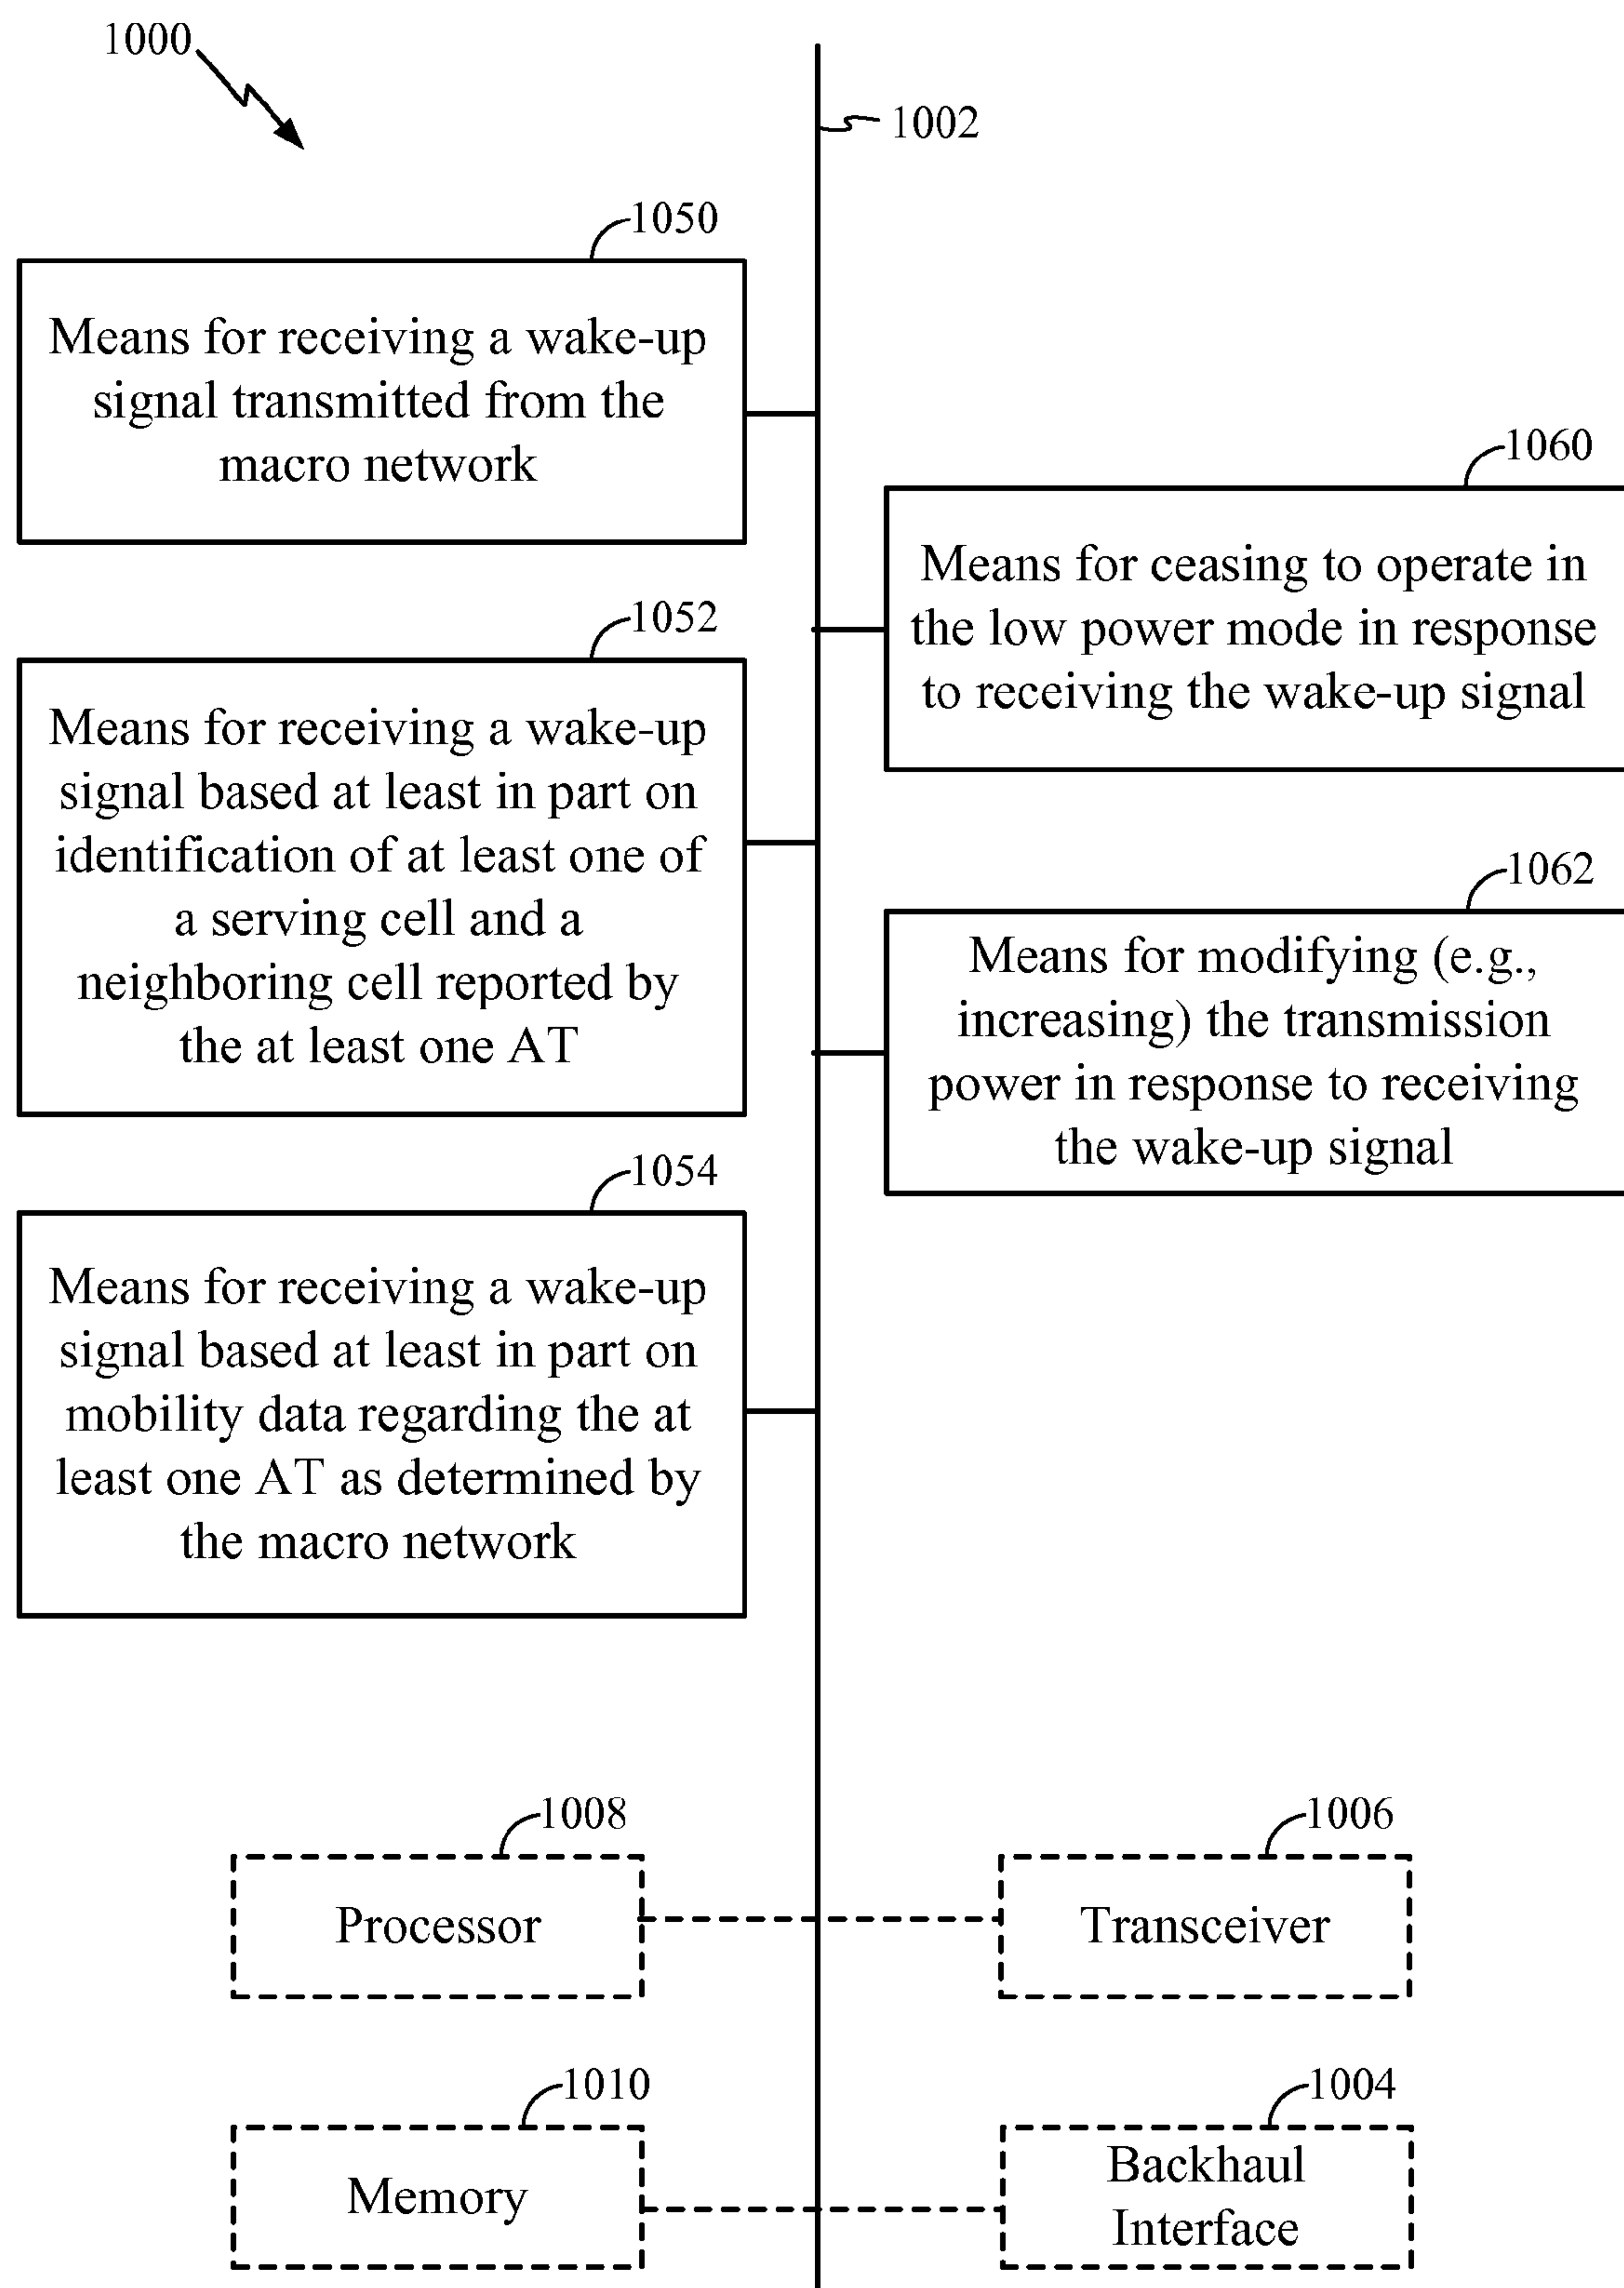 1000
1002
1050
Means for receiving a wake-up
signal transmitted from the
macro network
1060
Means for ceasing to operate in
the low power mode in response
to receiving the wake-up signal
1052
Means for receiving a wake-up
signal based at least in part on
identification of at least one of
a serving cell and a
neighboring cell reported by
the at least one AT
1062
Means for modifying (e.g.,
increasing) the transmission
power in response to receiving
the wake-up signal
1054
Means for receiving a wake-up
signal based at least in part on
mobility data regarding the at
least one AT as determined by
the macro network
1008
Processor
1006
Transceiver
1010
Memory
1004
Backhaul
Interface